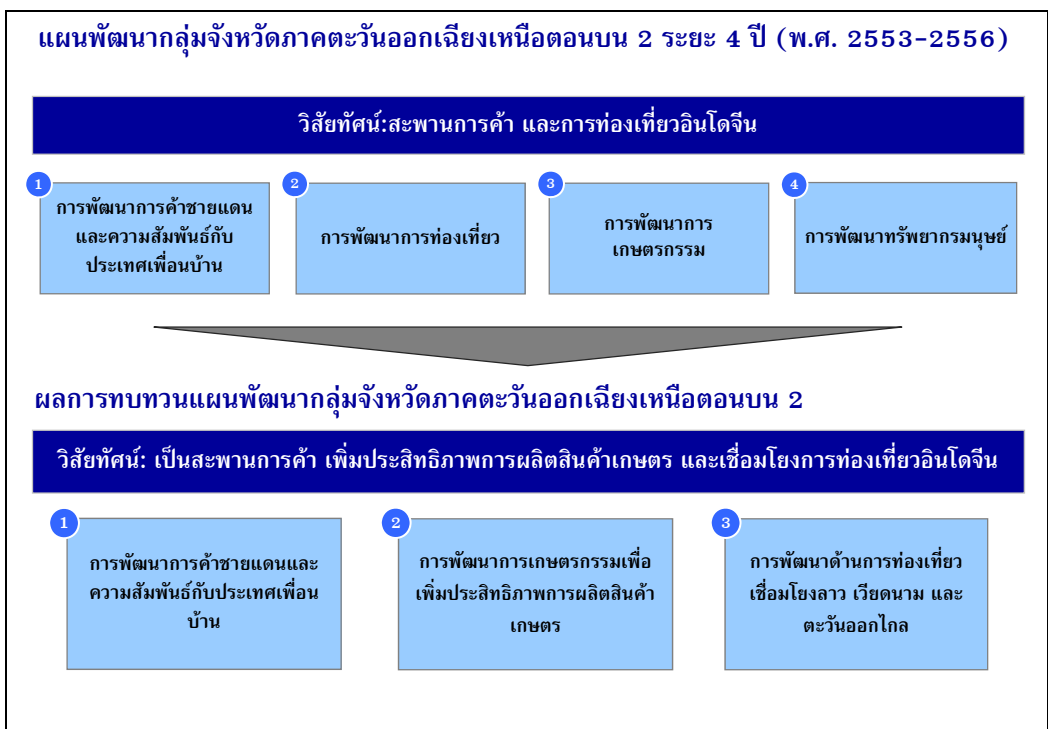 แผนพัฒนากลุ่มจังหวัดภาคตะวันออกเฉียงเหนือตอนบน 2 ระยะ 4 ปี (พ.ศ. 2553-2556)
วิสัยทัศน์:สะพานการค้า และการท่องเที่ยวอินโดจีน
1
การพัฒนาการค้าชายแดน
และความสัมพันธ์กับ
ประเทศเพื่อนบ้าน
2
การพัฒนาการท่องเที่ยว
3
การพัฒนาการ
เกษตรกรรม
4
การพัฒนาทรัพยากรมนุษย์
ผลการทบทวนแผนพัฒนากลุ่มจังหวัดภาคตะวันออกเฉียงเหนือตอนบน 2
วิสัยทัศน์: เป็นสะพานการค้า เพิ่มประสิทธิภาพการผลิตสินค้าเกษตร และเชื่อมโยงการท่องเที่ยวอินโดจีน
1
การพัฒนาการค้าชายแดนและ
ความสัมพันธ์กับประเทศเพื่อน
บ้าน
2
การพัฒนาการเกษตรกรรมเพื่อ
เพิ่มประสิทธิภาพการผลิตสินค้า
เกษตร
3
การพัฒนาด้านการท่องเที่ยว
เชื่อมโยงลาว เวียดนาม และ
ตะวันออกไกล